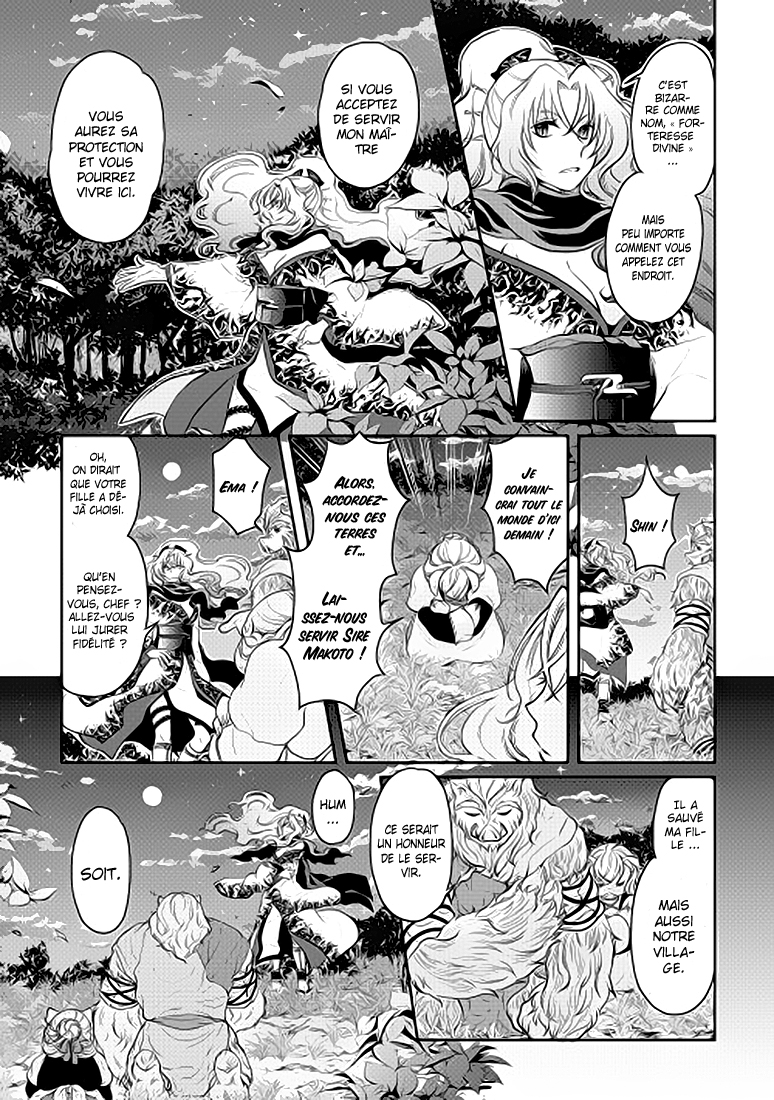 C'EST
BIZAR-
RE COMME
NOM, « FOR-
TERESSE
DIVINE »
...
MAIS
PEU IMPORTE
COMMENT VOUS
APPELEZ CET
ENDROIT.
SI VOUS
ACCEPTEZ
DE SERVIR
MON MAÎ-
TRE
VOUS
AUREZ SA
PROTECTION
ET VOUS
POURREZ
VIVRE ICI.
SHIN !
JE
CONVAIN-
CRAI TOUT LE
MONDE D'ICI
DEMAIN !
ALORS,
ACCORDEZ-
NOUS CES
TERRES
ET...
LAI-
SSEZ-NOUS
SERVIR SIRE
MAKOTO !
EMA !
OH,
ON DIRAIT
QUE VOTRE
FILLE A DÉ-
JÀ CHOISI.
QU'EN
PENSEZ-
VOUS, CHEF ?
ALLEZ-VOUS
LUI JURER
FIDÉLITÉ ?
IL A
SAUVÉ
MA FIL-
LE ...
MAIS
AUSSI
NOTRE
VILLA-
GE.
CE SERAIT
UN HONNEUR
DE LE SER-
VIR.
HUM
...
SOIT.